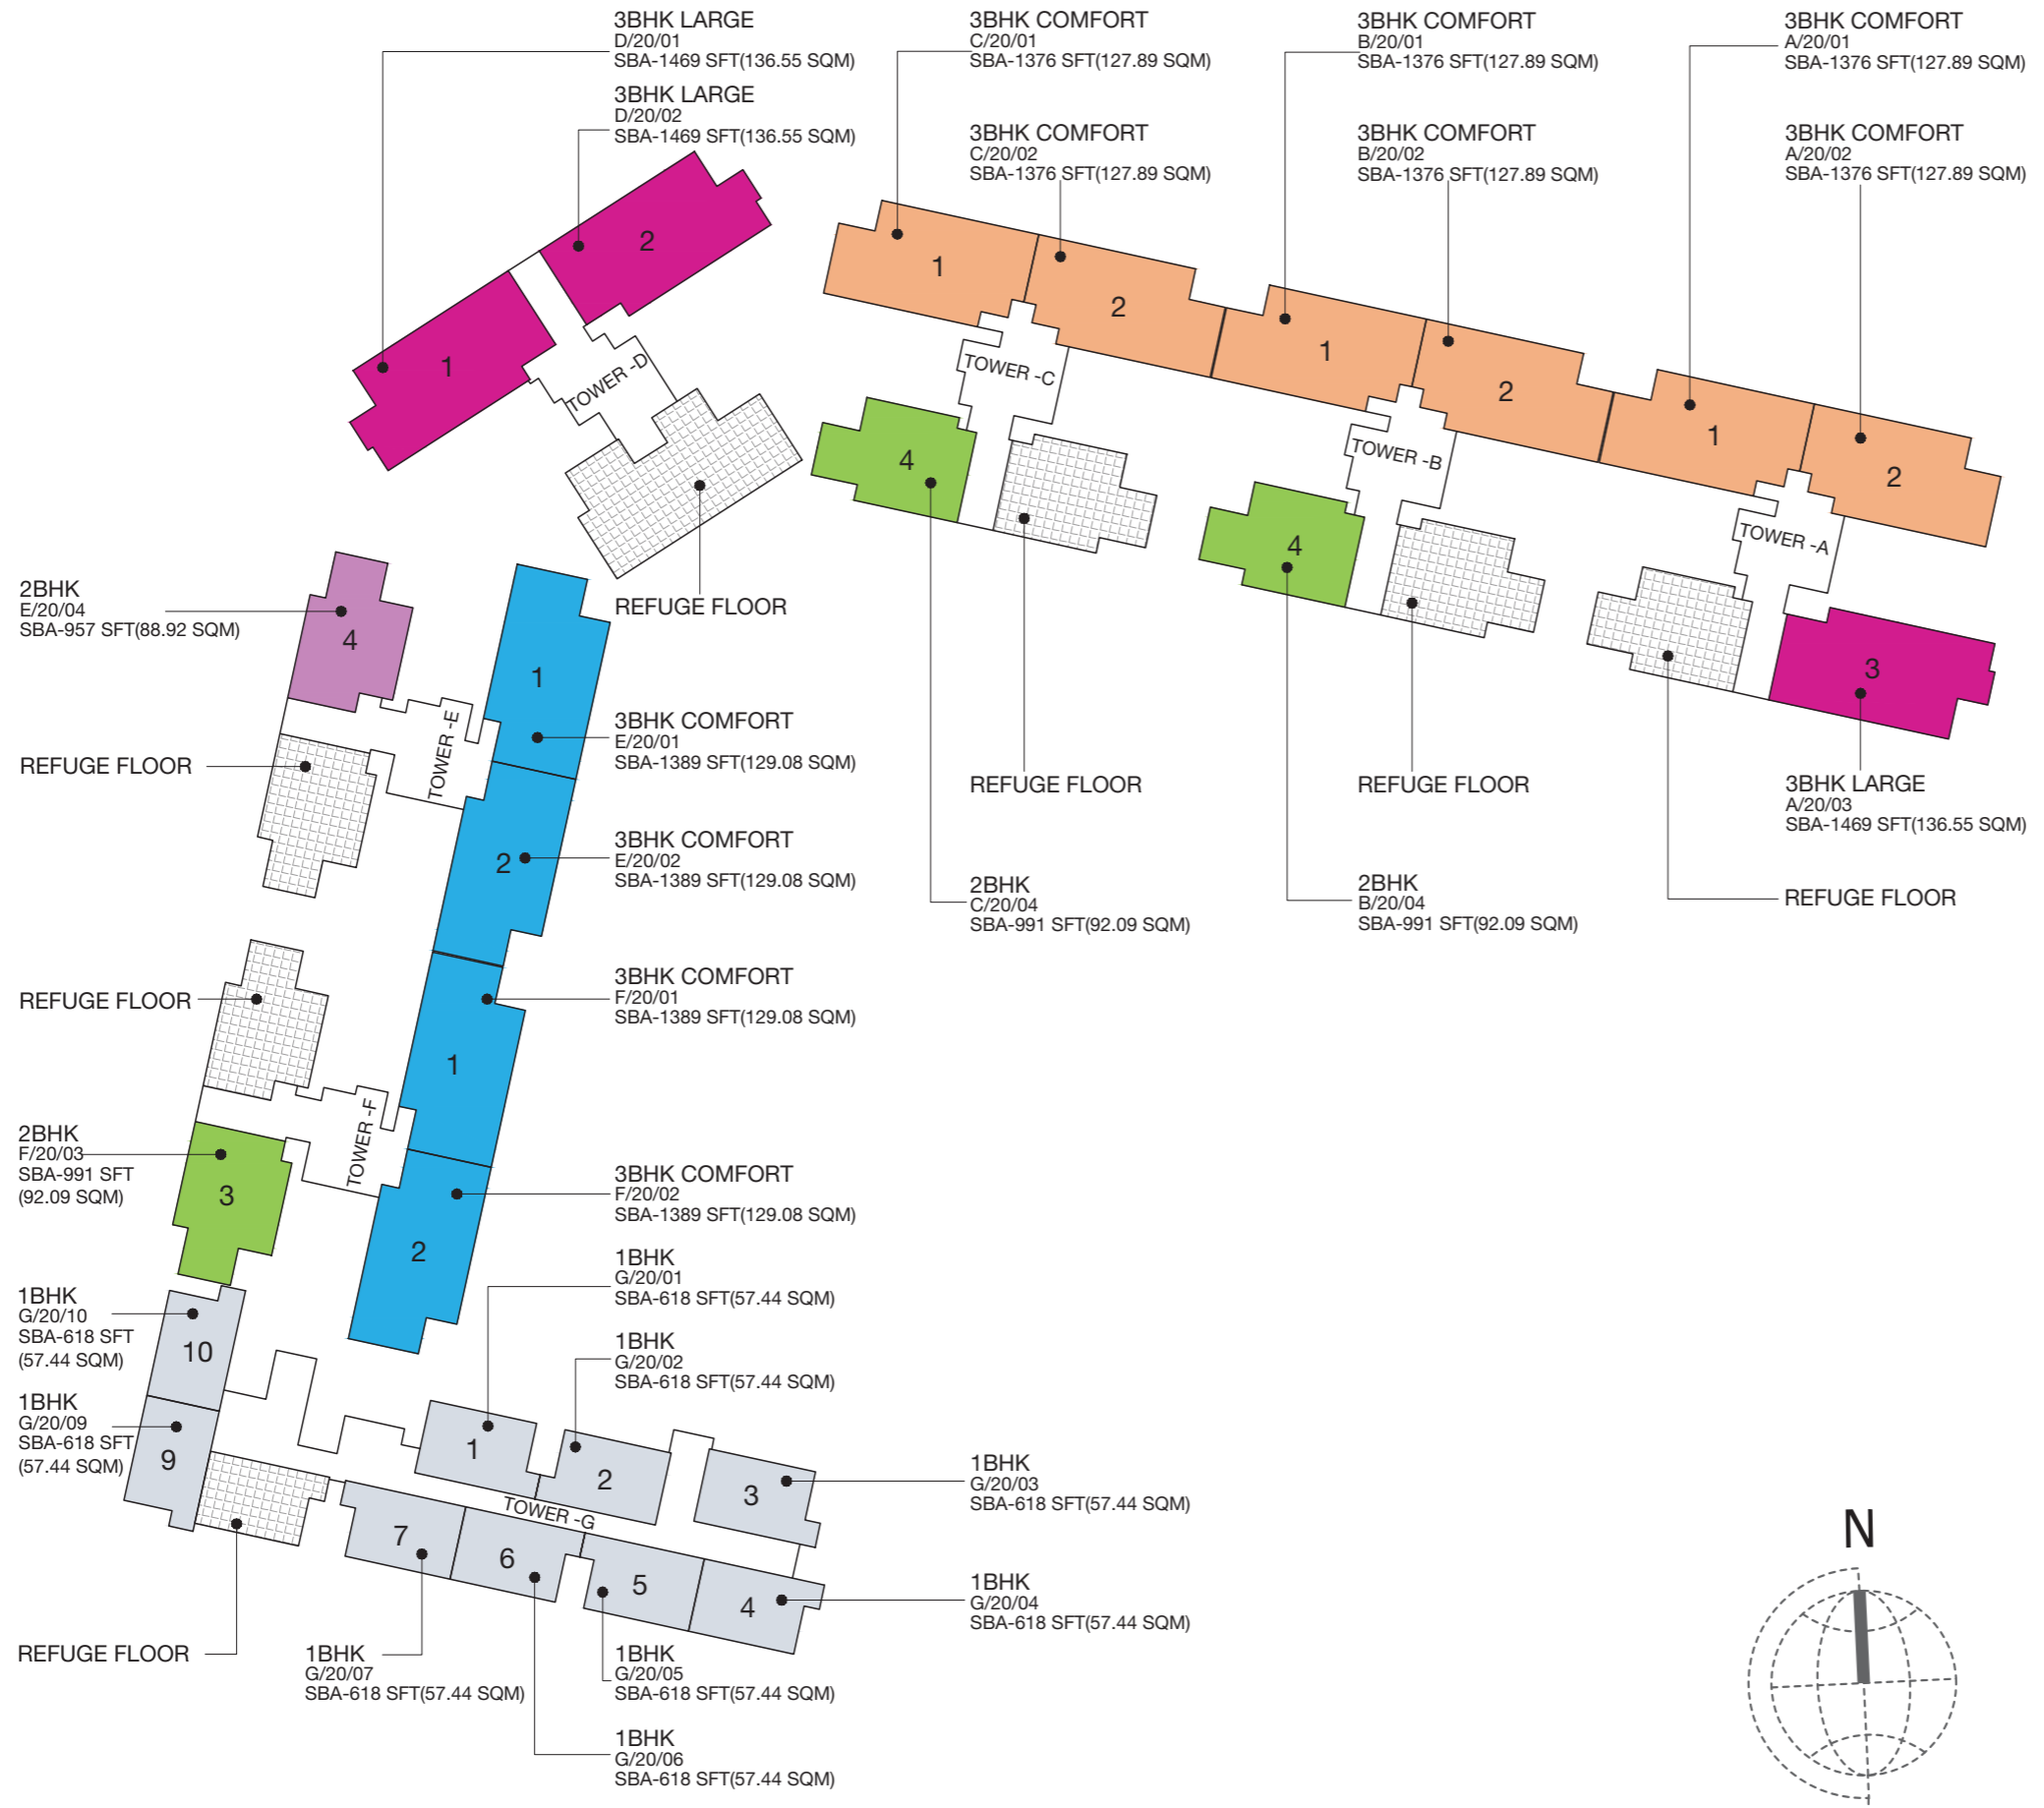 3BHK LARGE
D/20/01
SBA-1469 SFT(136.55 SQM)
3BHK LARGE
D/20/02
SBA-1469 SFT(136.55 SQM)
3BHK COMFORT
C/20/01
SBA-1376 SFT(127.89 SQM)
3BHK COMFORT
C/20/02
SBA-1376 SFT(127.89 SQM)
3BHK COMFORT
B/20/01
SBA-1376 SFT(127.89 SQM)
3BHK COMFORT
B/20/02
SBA-1376 SFT(127.89 SQM)
3BHK COMFORT
A/20/01
SBA-1376 SFT(127.89 SQM)
3BHK COMFORT
A/20/02
SBA-1376 SFT(127.89 SQM)
2
1
TOWER -D
1
2
1
2
1
2
TOWER -C
TOWER -B
TOWER -A
4
4
3
REFUGE FLOOR
2BHK
E/20/04
SBA-957 SFT(88.92 SQM)
4
1
TOWER -E
REFUGE FLOOR
3BHK COMFORT
E/20/01
SBA-1389 SFT(129.08 SQM)
2
3BHK COMFORT
E/20/02
SBA-1389 SFT(129.08 SQM)
REFUGE FLOOR
REFUGE FLOOR
3BHK LARGE
A/20/03
SBA-1469 SFT(136.55 SQM)
2BHK
C/20/04
SBA-991 SFT(92.09 SQM)
2BHK
B/20/04
SBA-991 SFT(92.09 SQM)
REFUGE FLOOR
REFUGE FLOOR
3BHK COMFORT
F/20/01
SBA-1389 SFT(129.08 SQM)
1
TOWER -F
2BHK
F/20/03
SBA-991 SFT
(92.09 SQM)
3
2
3BHK COMFORT
F/20/02
SBA-1389 SFT(129.08 SQM)
1BHK
G/20/01
SBA-618 SFT(57.44 SQM)
1BHK
G/20/10
SBA-618 SFT
(57.44 SQM)
10
1BHK
G/20/02
SBA-618 SFT(57.44 SQM)
1BHK
G/20/09
SBA-618 SFT
(57.44 SQM)
9
1
2
3
TOWER -G
7
6
5
4
1BHK
G/20/03
SBA-618 SFT(57.44 SQM)
1BHK
G/20/04
SBA-618 SFT(57.44 SQM)
REFUGE FLOOR
1BHK
G/20/07
SBA-618 SFT(57.44 SQM)
1BHK
G/20/05
SBA-618 SFT(57.44 SQM)
1BHK
G/20/06
SBA-618 SFT(57.44 SQM)
N